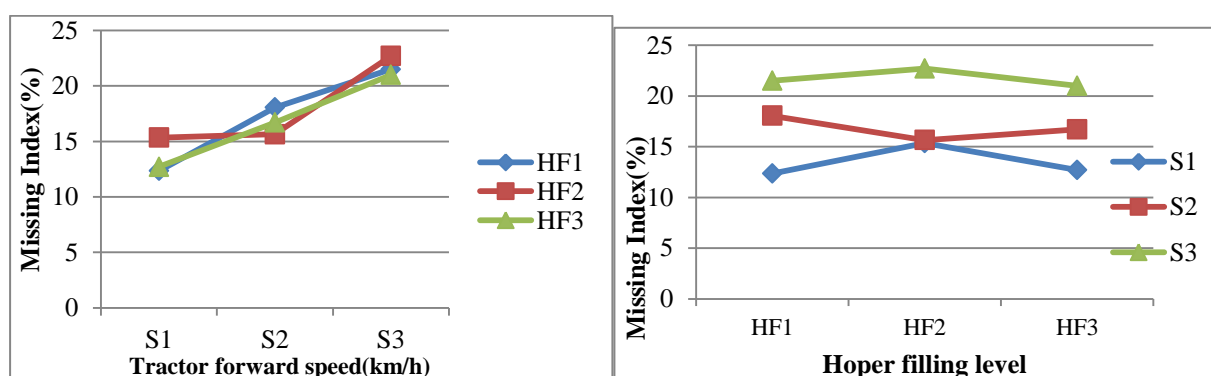 Missing Index(%)
25
20
15
10
5
0
S1
S2
S3
Tractor forward speed(km/h)
HF1
HF2
HF3
Missing Index(%)
25
20
15
10
5
0
HF1
HF2
HF3
Hoper filling level
S1
S2
S3